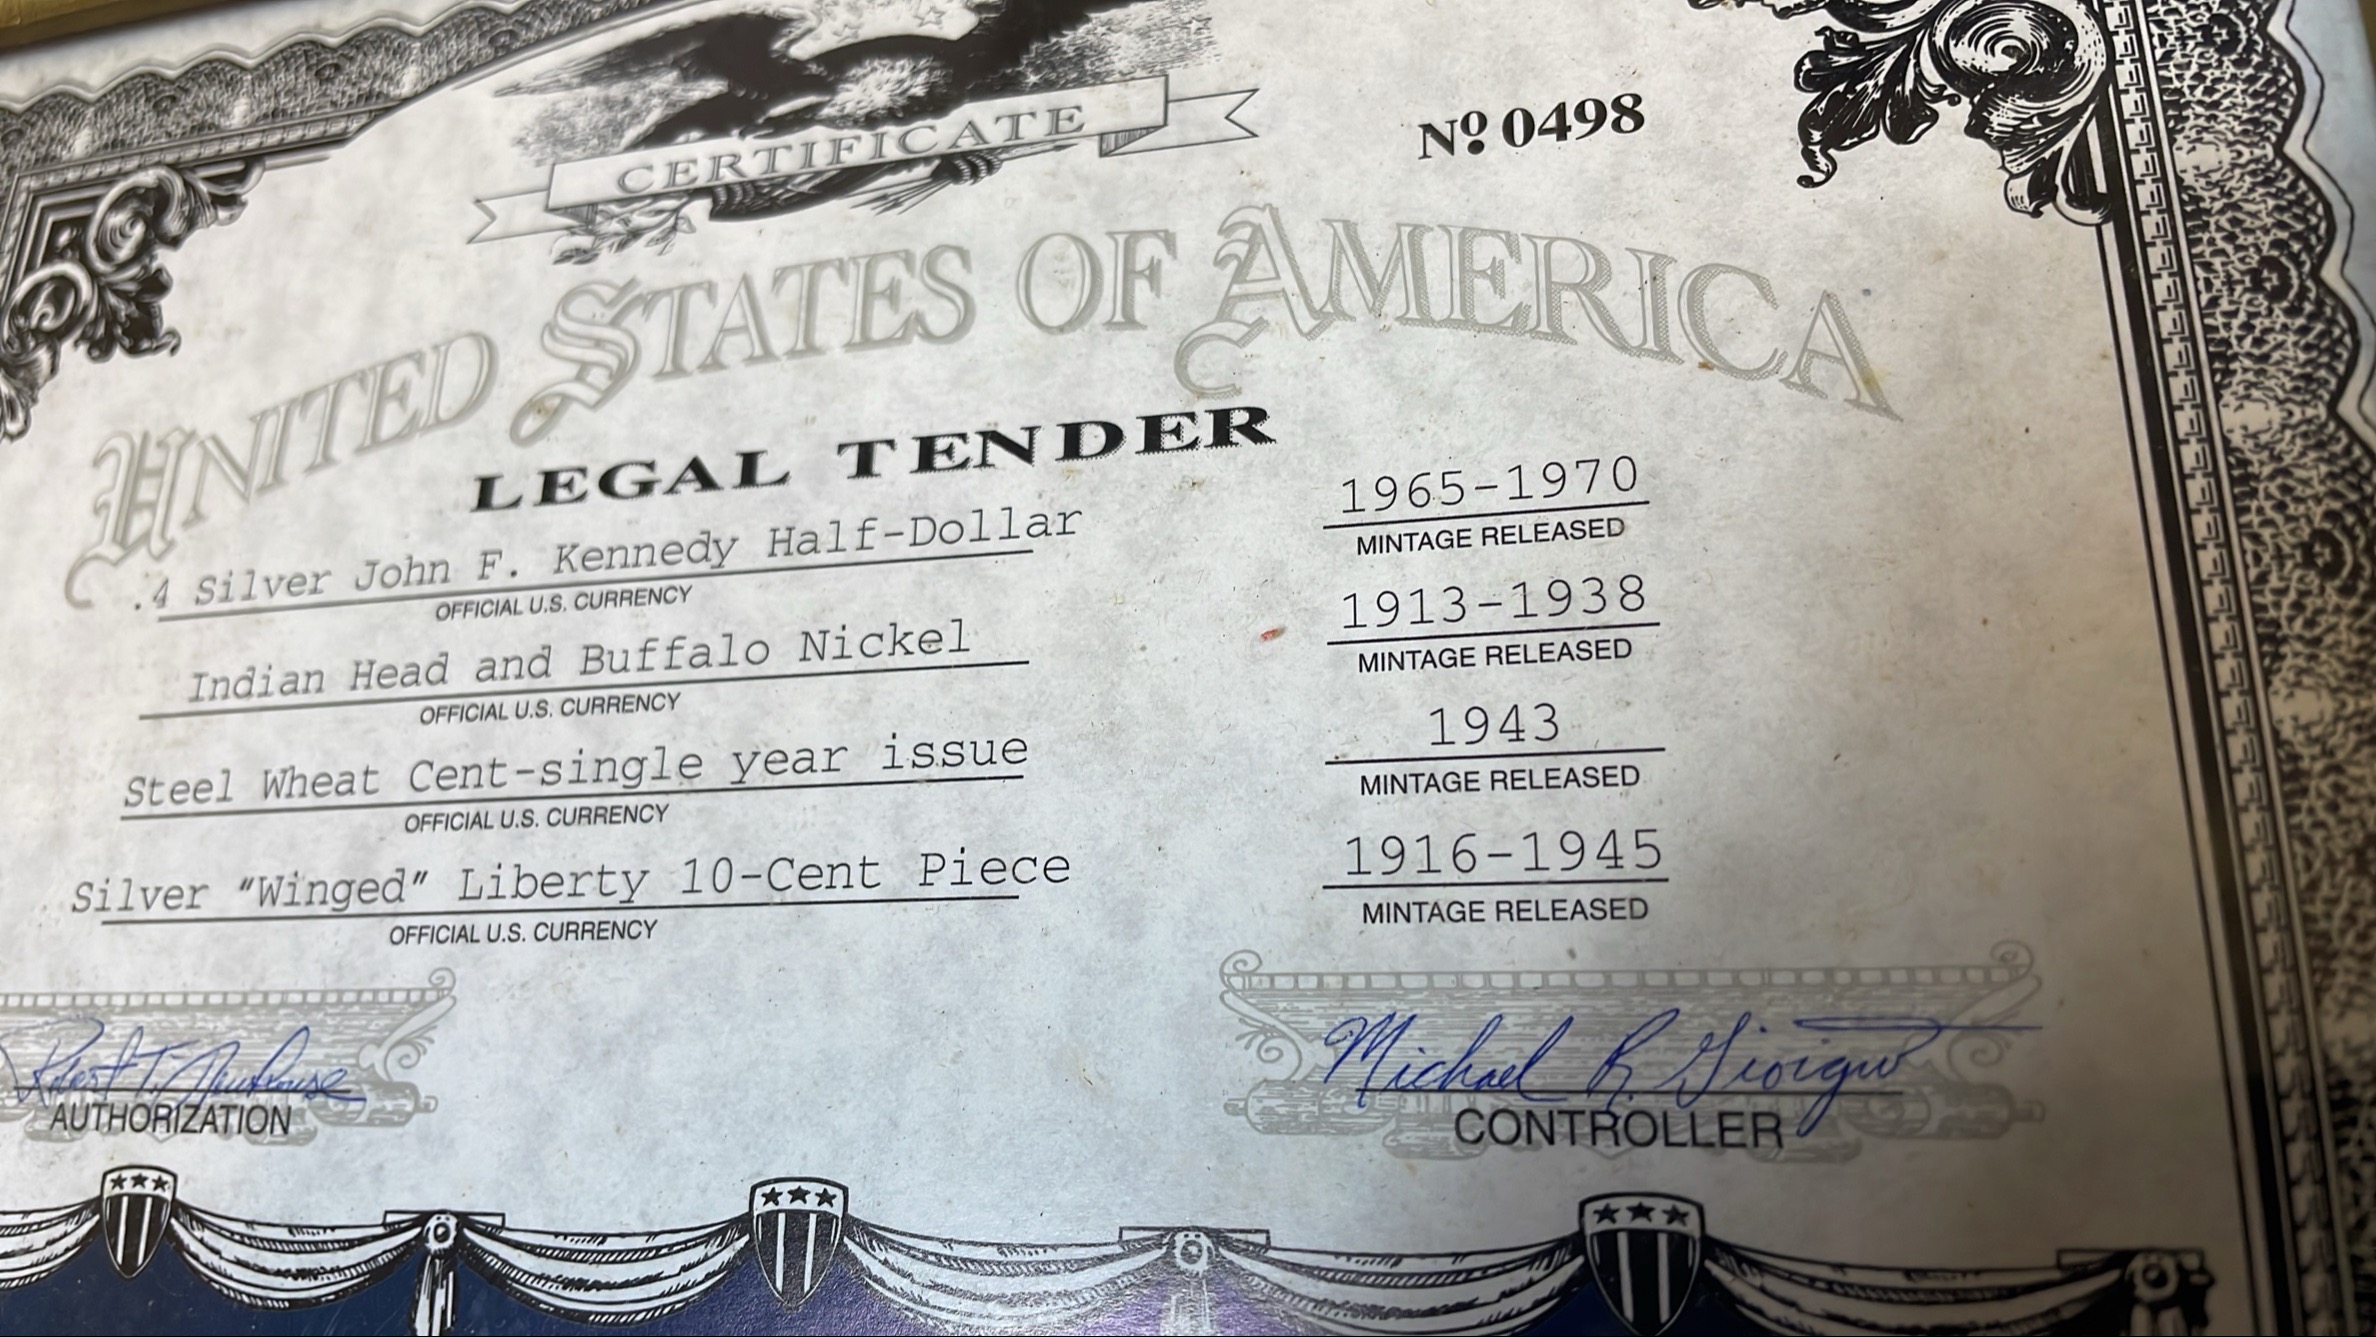 CERTIFICATE
Nº 0498
UNITED STATES OF AMERICA
LEGAL TENDER
.4 Silver John F. Kennedy Half-Dollar
OFFICIAL U.S. CURRENCY
1965-1970
MINTAGE RELEASED
Indian Head and Buffalo Nickel
OFFICIAL U.S. CURRENCY
1913-1938
MINTAGE RELEASED
Steel Wheat Cent-single year issue
OFFICIAL U.S. CURRENCY
1943
MINTAGE RELEASED
Silver “Winged” Liberty 10-Cent Piece
OFFICIAL U.S. CURRENCY
1916-1945
MINTAGE RELEASED
Robert T.
AUTHORIZATION
Michael R.
CONTROLLER